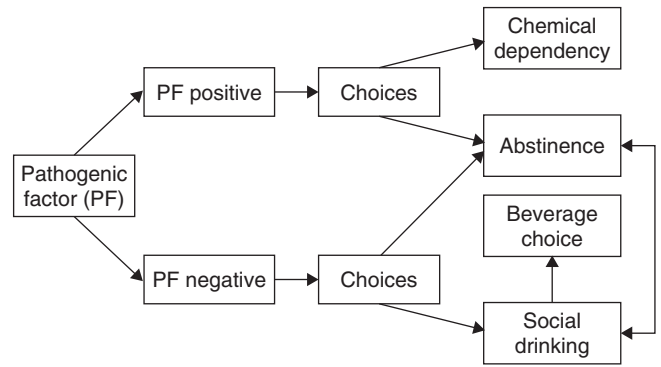 Chemical
dependency
PF positive
Choices
Abstinence
Pathogenic
factor (PF)
Beverage
choice
PF negative
Choices
Social
drinking